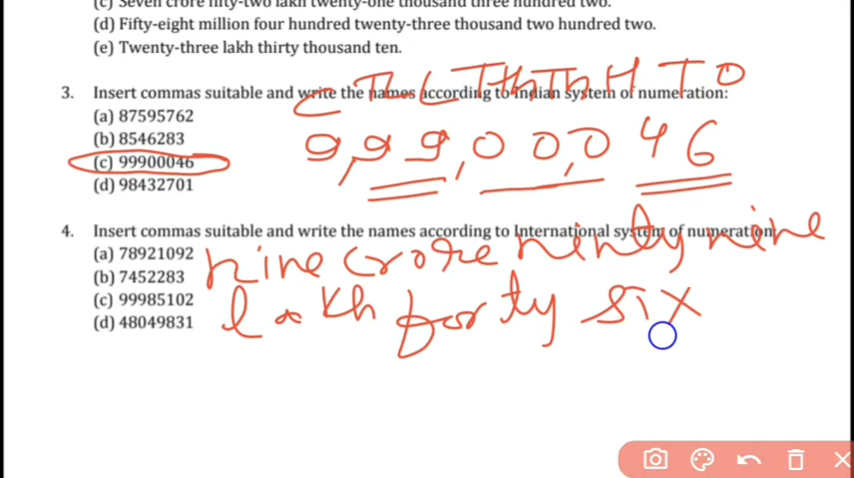 (c) Seven crore fifty-two lakh twenty-one thousand three hundred two.
(d) Fifty-eight million four hundred twenty-three thousand two hundred two.
(e) Twenty-three lakh thirty thousand ten.
C TL L TTh Th H T O
3. Insert commas suitable and write the names according to Indian system of numeration:
(a) 87595762
(b) 8546283
9,99,00,046
(c) 99900046
(d) 98432701
4. Insert commas suitable and write the names according to International system of numeration:
(a) 78921092
nine crore ninty nine
(b) 7452283
(c) 99985102
lakh forty six
(d) 48049831